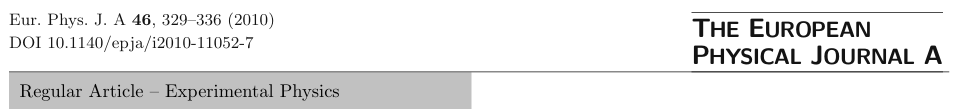 Eur. Phys. J. A 46, 329–336 (2010)
DOI 10.1140/epja/i2010-11052-7
THE EUROPEAN
PHYSICAL JOURNAL A
Regular Article – Experimental Physics